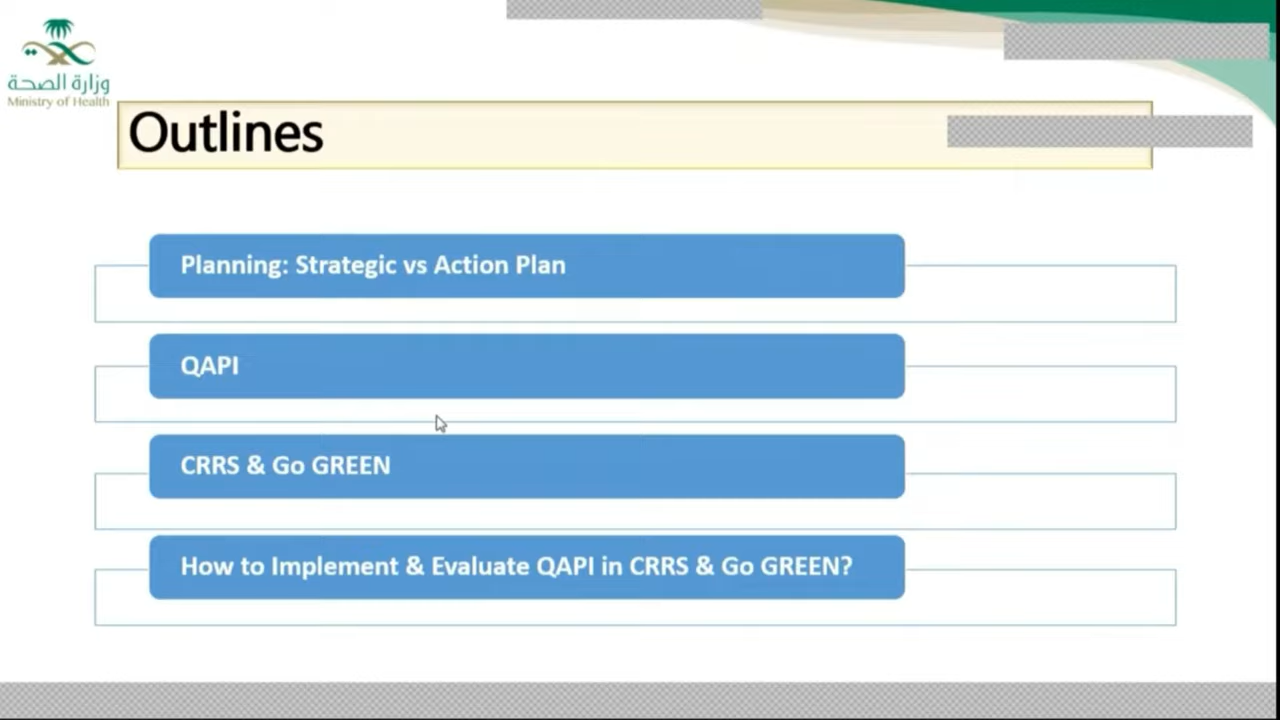 وزارة الصحة
Ministry of Health
Outlines
Planning: Strategic vs Action Plan
QAPI
CRRS & Go GREEN
How to Implement & Evaluate QAPI in CRRS & Go GREEN?